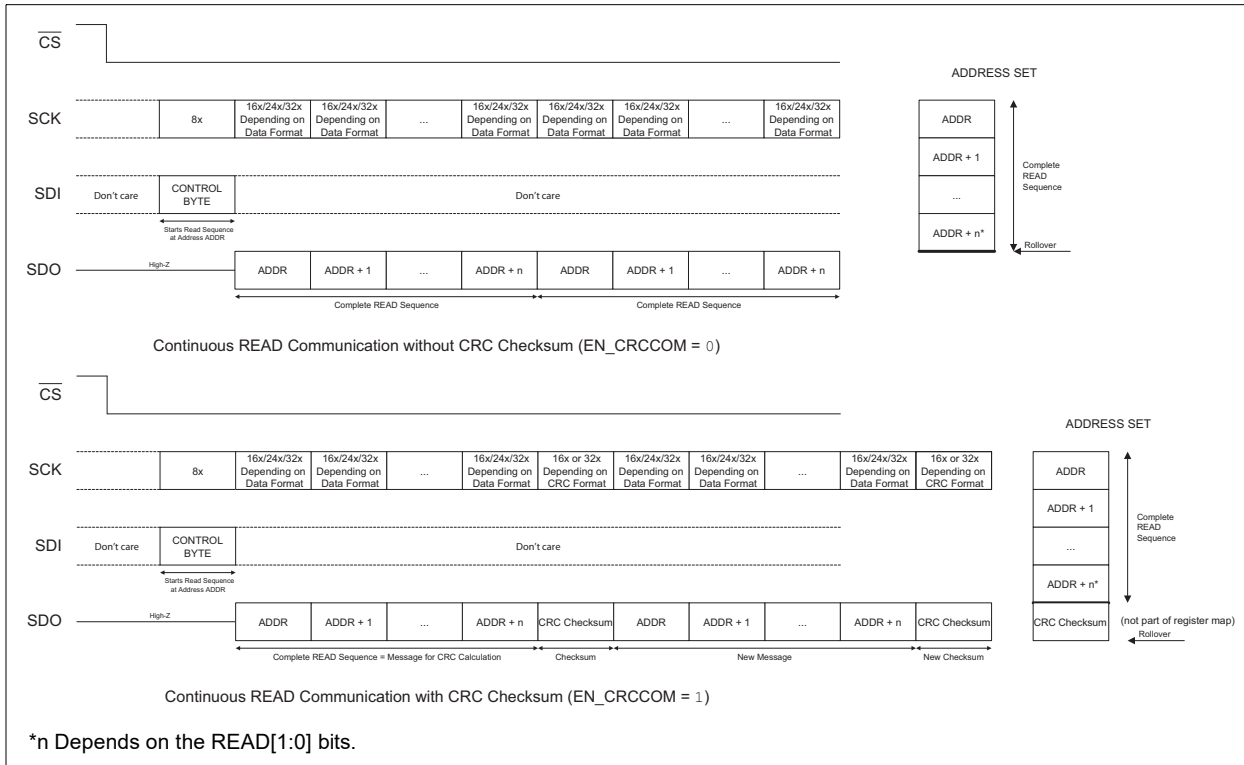 CS
ADDRESS SET
SCK
8x
16x/24x/32x
Depending on
Data Format
16x/24x/32x
Depending on
Data Format
...
16x/24x/32x
Depending on
Data Format
16x/24x/32x
Depending on
Data Format
16x/24x/32x
Depending on
Data Format
...
16x/24x/32x
Depending on
Data Format
ADDR
ADDR + 1
...
ADDR + n*
Complete
READ
Sequence
Rollover
SDI
Don't care
CONTROL
BYTE
Don't care
Starts Read Sequence
at Address ADDR
SDO
High-Z
ADDR
ADDR + 1
...
ADDR + n
ADDR
ADDR + 1
...
ADDR + n
Complete READ Sequence
Complete READ Sequence
Continuous READ Communication without CRC Checksum (EN_CRCCOM = 0)
CS
ADDRESS SET
SCK
8x
16x/24x/32x
Depending on
Data Format
16x/24x/32x
Depending on
Data Format
...
16x/24x/32x
Depending on
Data Format
16x or 32x
Depending on
CRC Format
16x/24x/32x
Depending on
Data Format
16x/24x/32x
Depending on
Data Format
...
16x/24x/32x
Depending on
Data Format
16x or 32x
Depending on
CRC Format
ADDR
ADDR + 1
...
ADDR + n*
CRC Checksum
Complete
READ
Sequence
(not part of register map)
Rollover
SDI
Don't care
CONTROL
BYTE
Don't care
Starts Read Sequence
at Address ADDR
SDO
High-Z
ADDR
ADDR + 1
...
ADDR + n
CRC Checksum
ADDR
ADDR + 1
...
ADDR + n
CRC Checksum
Complete READ Sequence = Message for CRC Calculation
Checksum
New Message
New Checksum
Continuous READ Communication with CRC Checksum (EN_CRCCOM = 1)
*n Depends on the READ[1:0] bits.